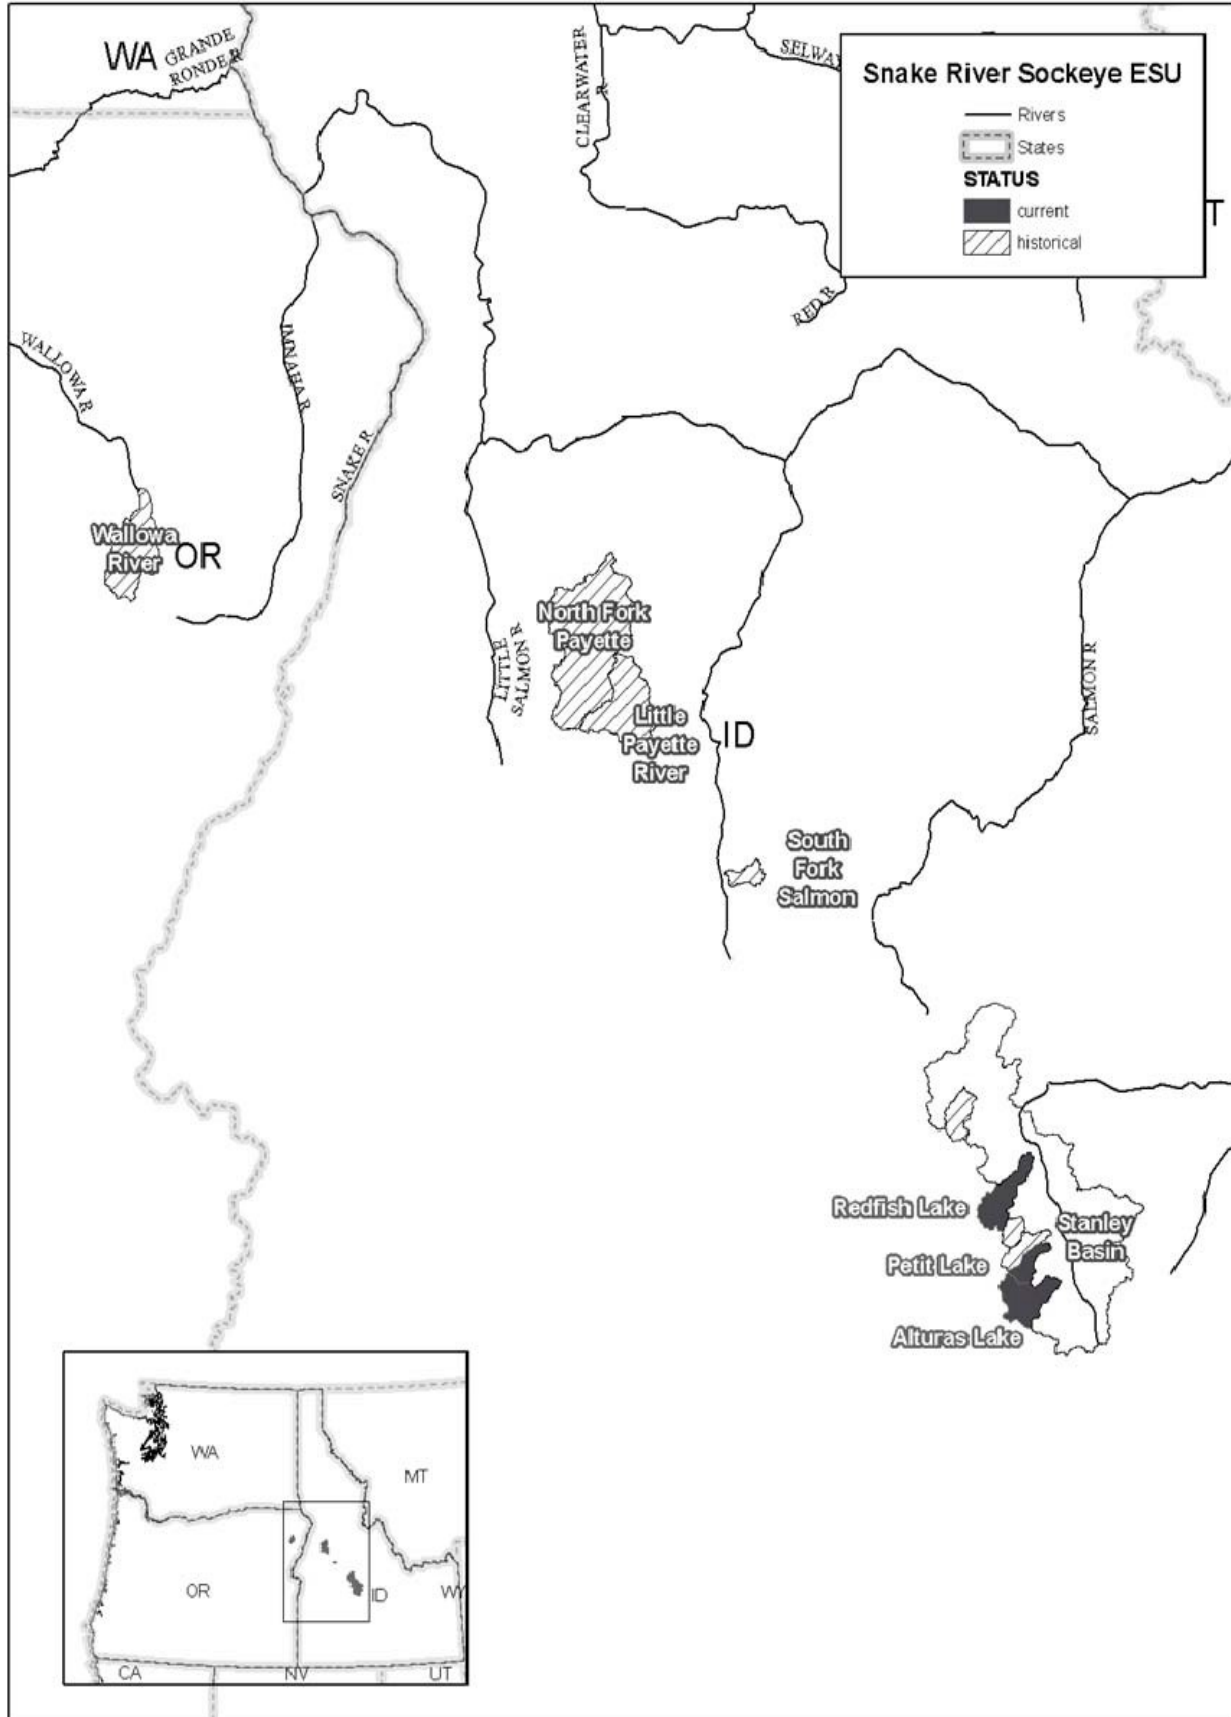 WA
GRANDE
RONDE R
CLEARWATER
R
SELWAY
Snake River Sockeye ESU
Rivers
States
STATUS
current
historical
T
RED R
WALLOWA R
IMNAHA R
SNAKE R
Wallowa
River
OR
North Fork
Payette
LITTLE
SALMON R
Little
Payette
River
ID
SALMON R
South
Fork
Salmon
Redfish Lake
Stanley
Basin
Petit Lake
Alturas Lake
WA
MT
OR
ID
WY
CA
NV
UT